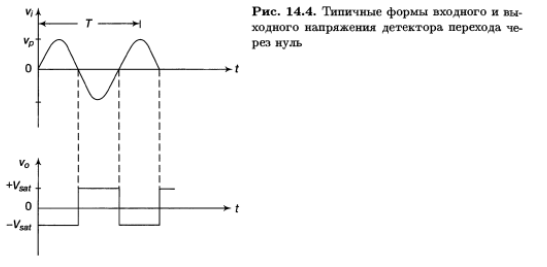 v_i
T
v_p
0
t
v_o
+V_sat
0
t
−V_sat
Рис. 14.4. Типичные формы входного и вы-
ходного напряжения детектора перехода че-
рез нуль